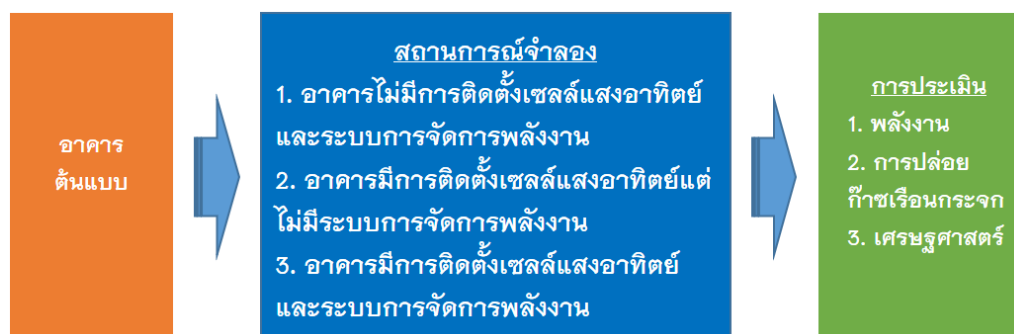 อาคาร
ต้นแบบ
สถานการณ์จำลอง
1. อาคารไม่มีการติดตั้งเซลล์แสงอาทิตย์
และระบบการจัดการพลังงาน
2. อาคารมีการติดตั้งเซลล์แสงอาทิตย์แต่
ไม่มีระบบการจัดการพลังงาน
3. อาคารมีการติดตั้งเซลล์แสงอาทิตย์
และระบบการจัดการพลังงาน
การประเมิน
1. พลังงาน
2. การปล่อย
ก๊าซเรือนกระจก
3. เศรษฐศาสตร์